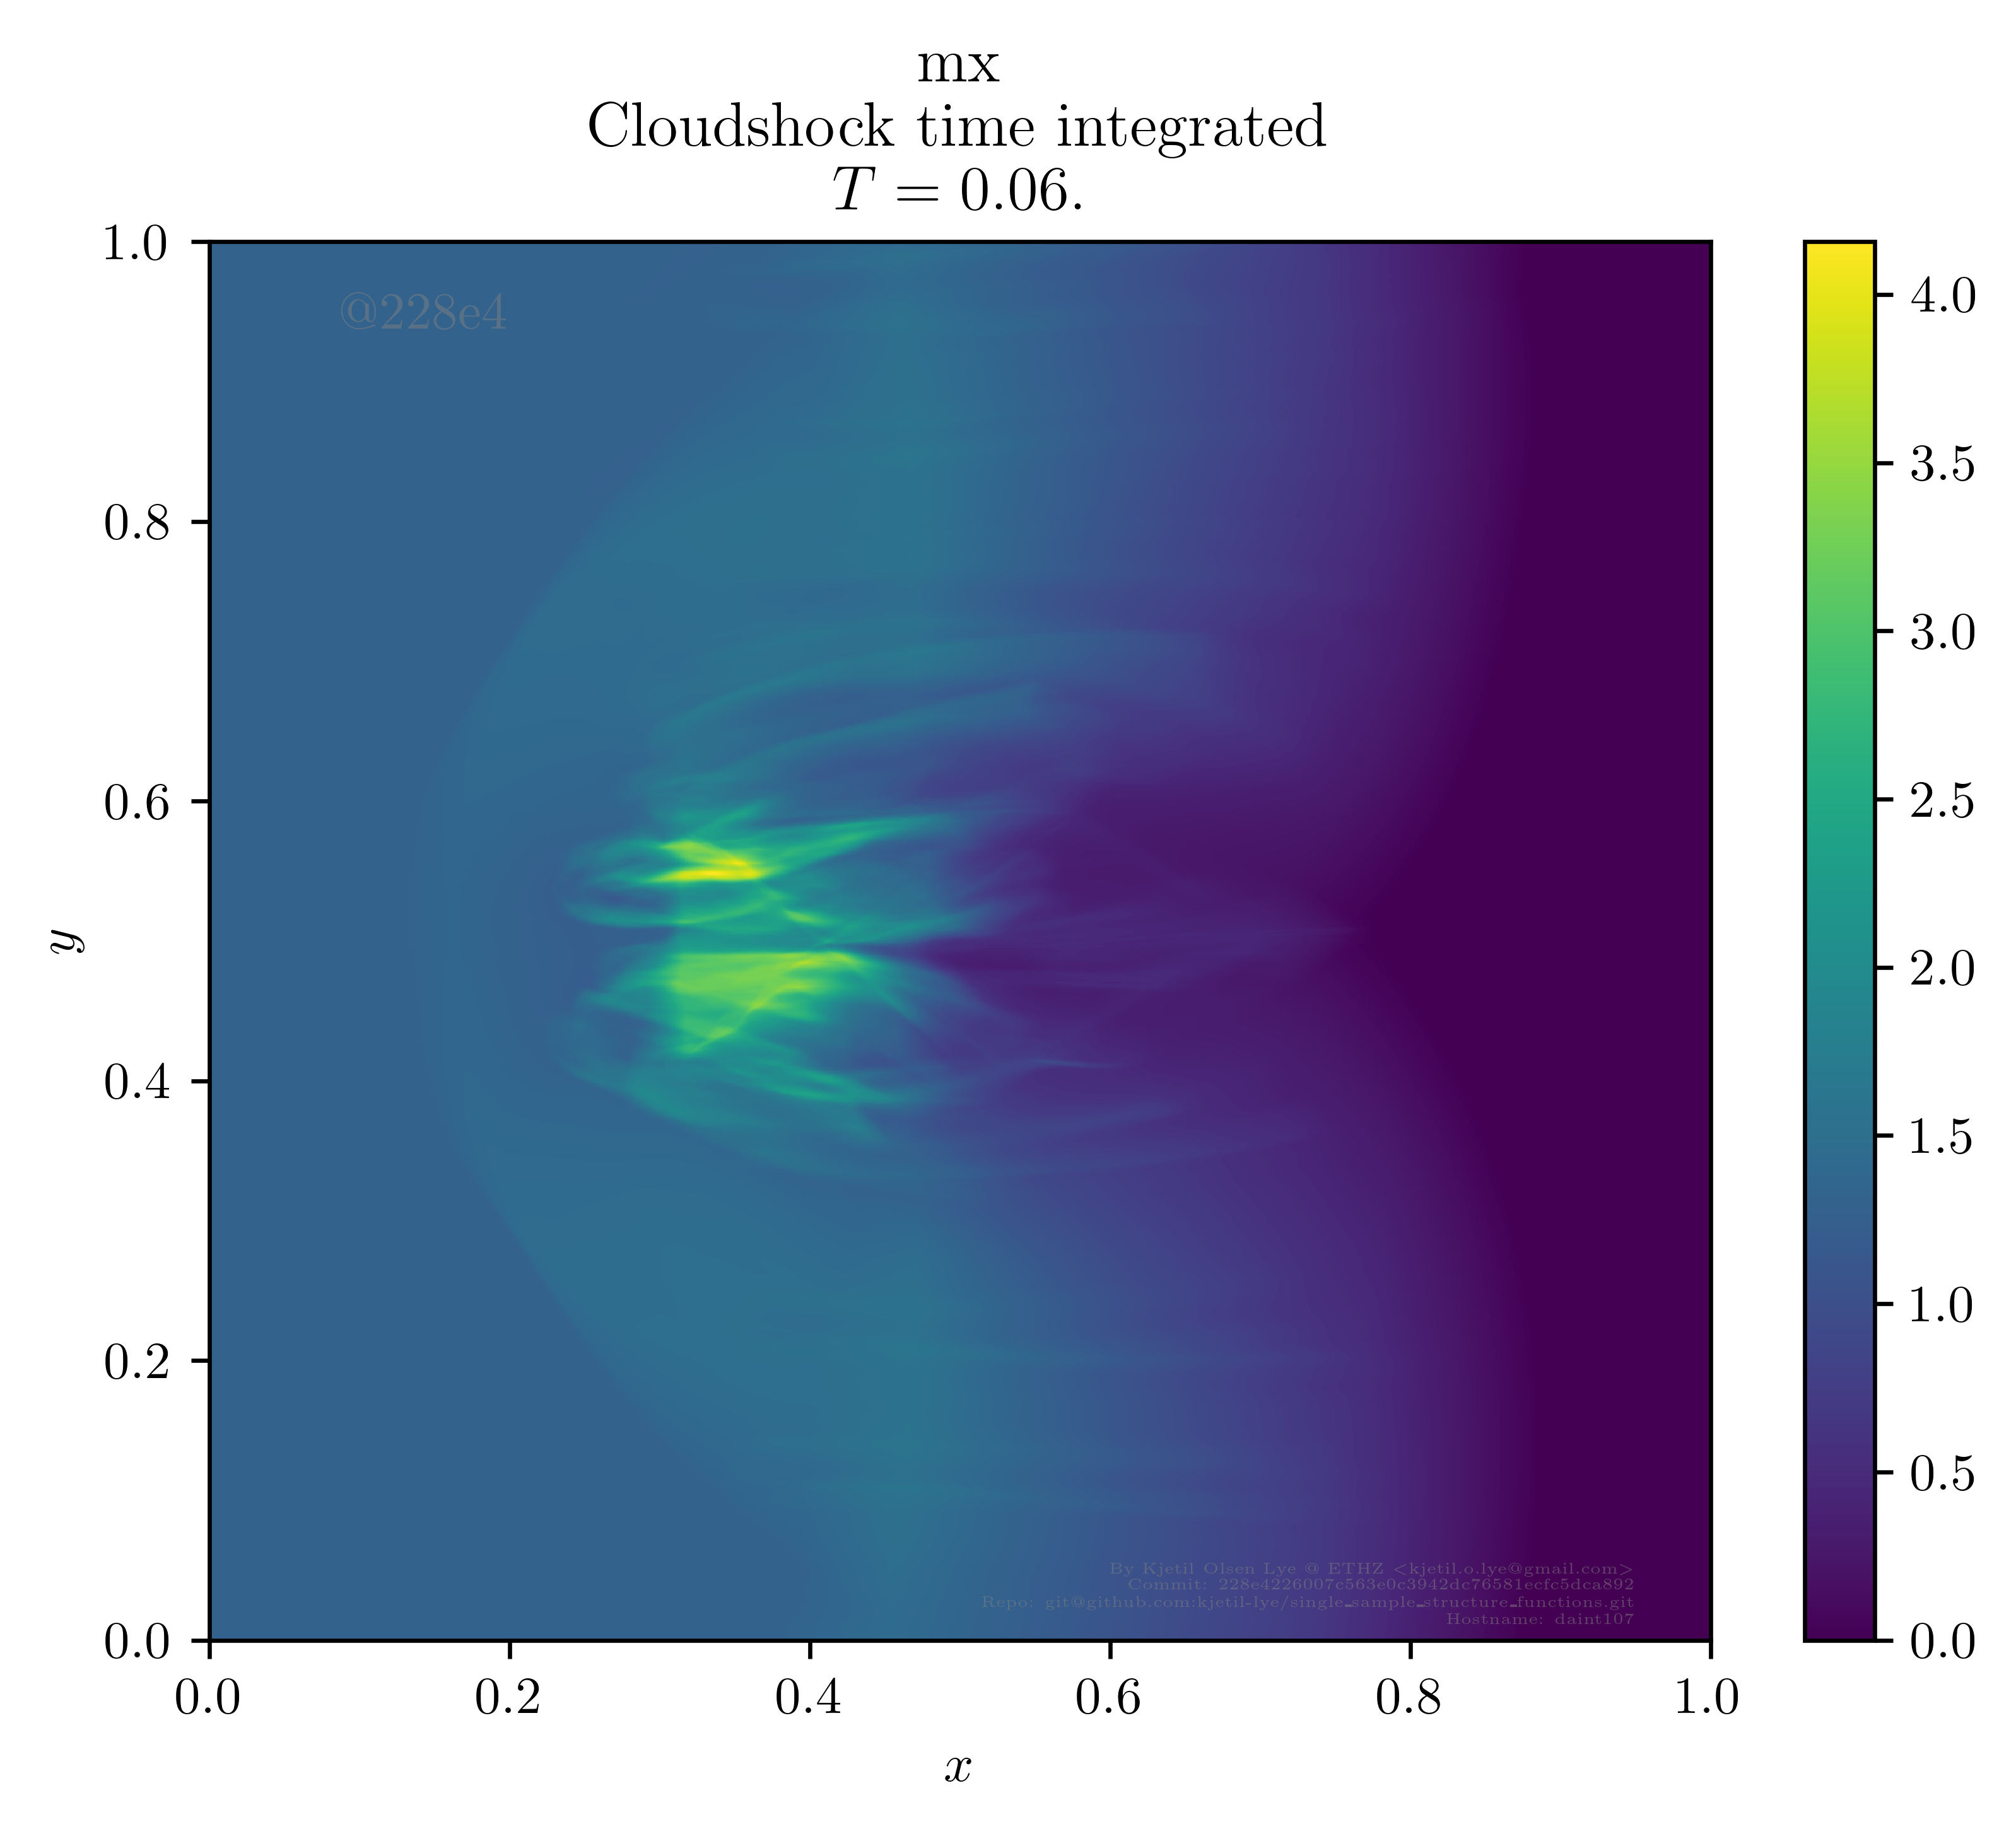 mx
Cloudshock time integrated
T = 0.06.
1.0
0.8
0.6
0.4
0.2
0.0
y
@228e4
By Kjetil Olsen Lye @ ETHZ <kjetil.o.lye@gmail.com>
Commit: 228e4226007c563e0c3942dc76581ecfc5dca892
Repo: git@github.com:kjetil-lye/single_sample_structure_functions.git
Hostname: daint107
0.0 0.2 0.4 0.6 0.8 1.0
x
4.0
3.5
3.0
2.5
2.0
1.5
1.0
0.5
0.0